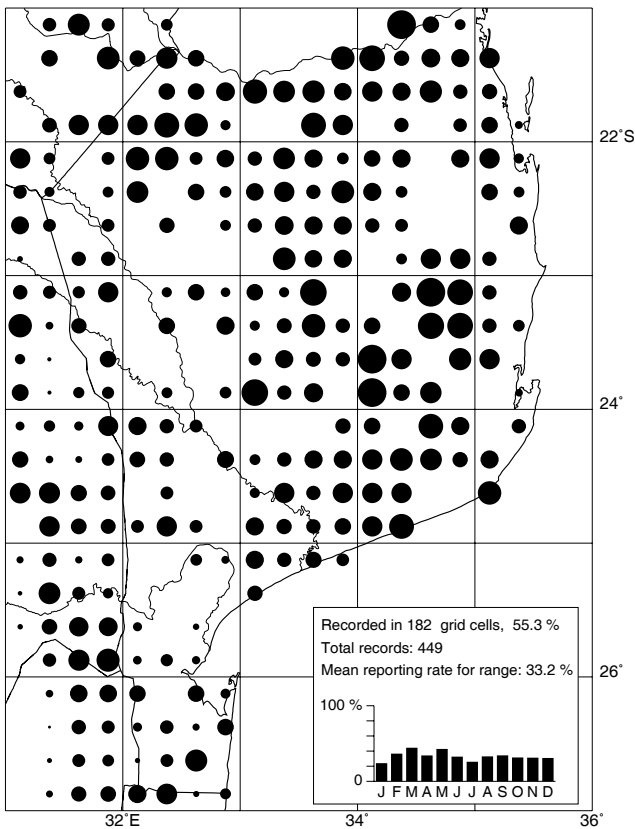 22°S
24°
Recorded in 182 grid cells, 55.3 %
Total records: 449
Mean reporting rate for range: 33.2 %
26°
100 %
0
J F M A M J J A S O N D
32°E 34° 36°